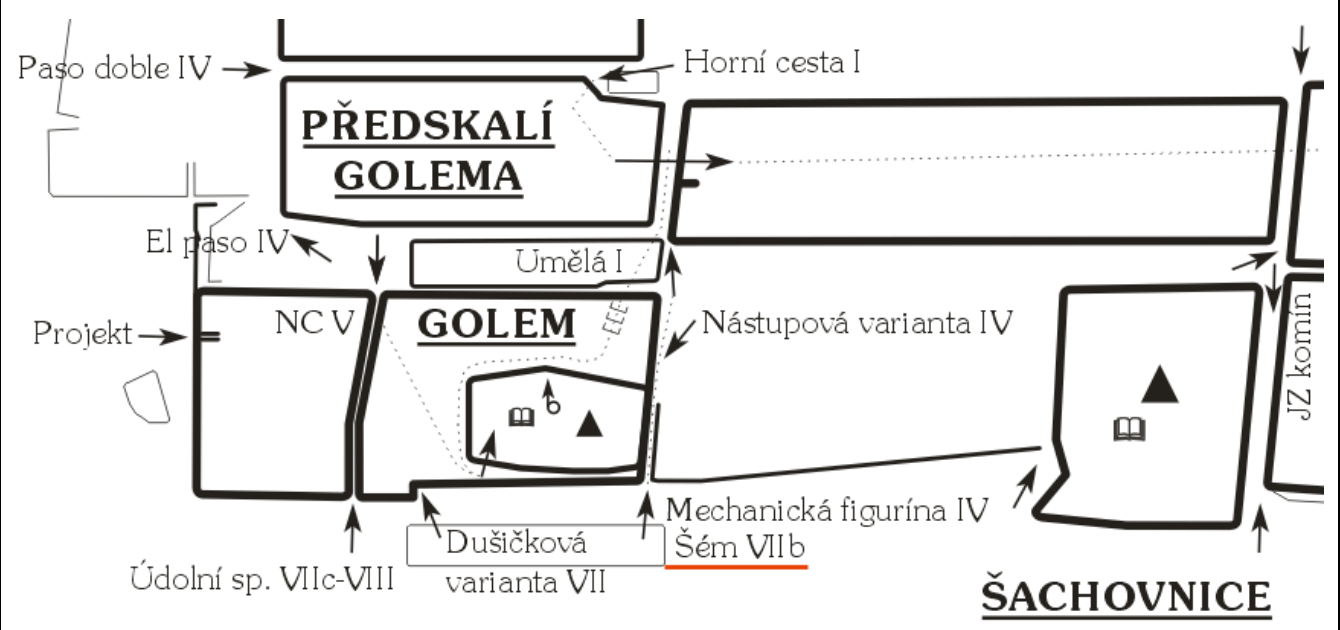 Paso doble IV
Horní cesta I
PŘEDSKALÍ
GOLEMA
El paso IV
Umělá I
Projekt
NC V
GOLEM
Nástupová varianta IV
JZ komín
Mechanická figurína IV
Dušičková
varianta VII
Šém VIIb
Údolní sp. VIIc-VIII
ŠACHOVNICE